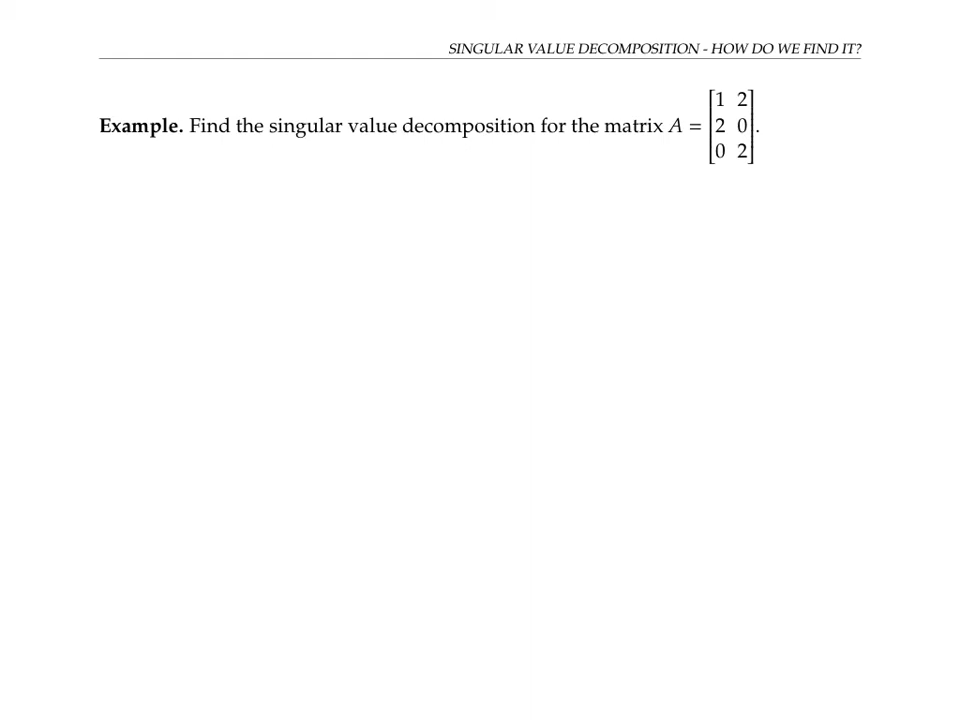 SINGULAR VALUE DECOMPOSITION - HOW DO WE FIND IT?
Example. Find the singular value decomposition for the matrix A = [1 2; 2 0; 0 2].